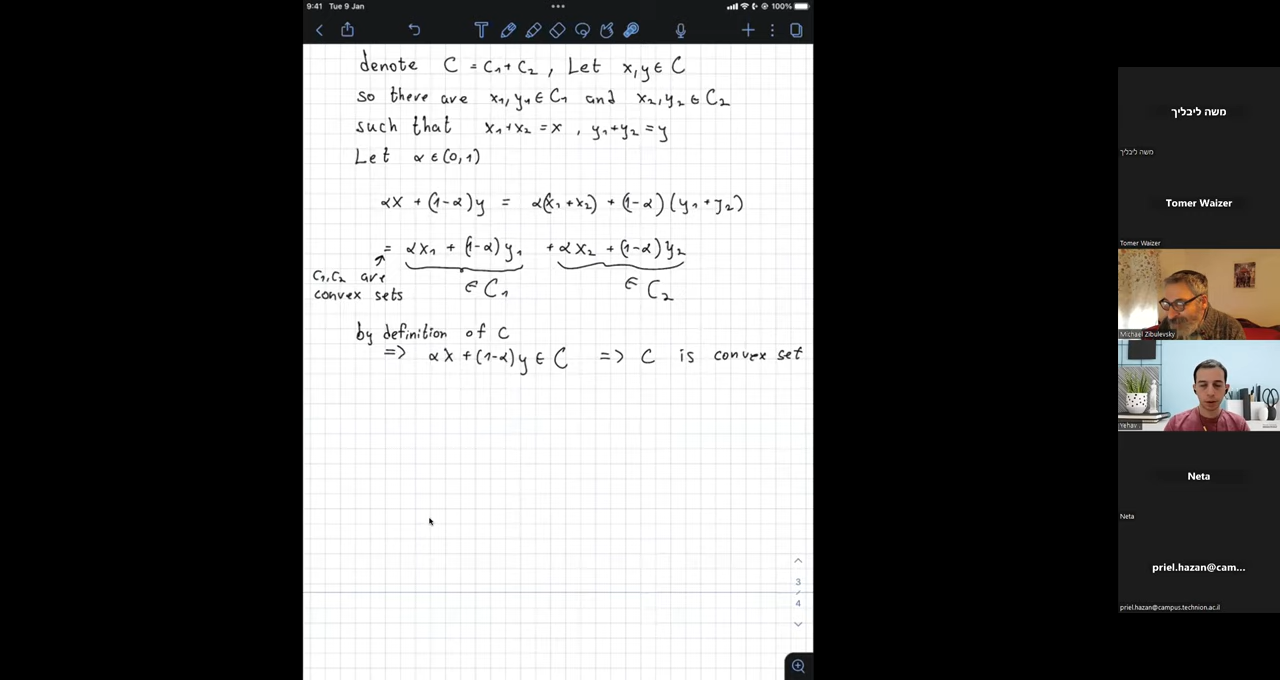 9:41 Tue 9 Jan
100%
denote C = C₁+C₂, Let x,y ∈ C
so there are x₁,y₁ ∈ C₁ and x₂,y₂ ∈ C₂
such that x₁+x₂ = x , y₁+y₂ = y
Let α ∈ (0,1)
αx + (1-α)y = α(x₁+x₂) + (1-α)(y₁+y₂)
= αx₁ + (1-α)y₁ + αx₂ + (1-α)y₂
C₁,C₂ are
convex sets
∈ C₁ ∈ C₂
by definition of C
=> αx + (1-α)y ∈ C => C is convex set
3
/
4
משה ליבליך
משה ליבליך
Tomer Waizer
Tomer Waizer
Michael Zibulevsky
Yehav .
Neta
Neta
priel.hazan@cam...
priel.hazan@campus.technion.ac.il